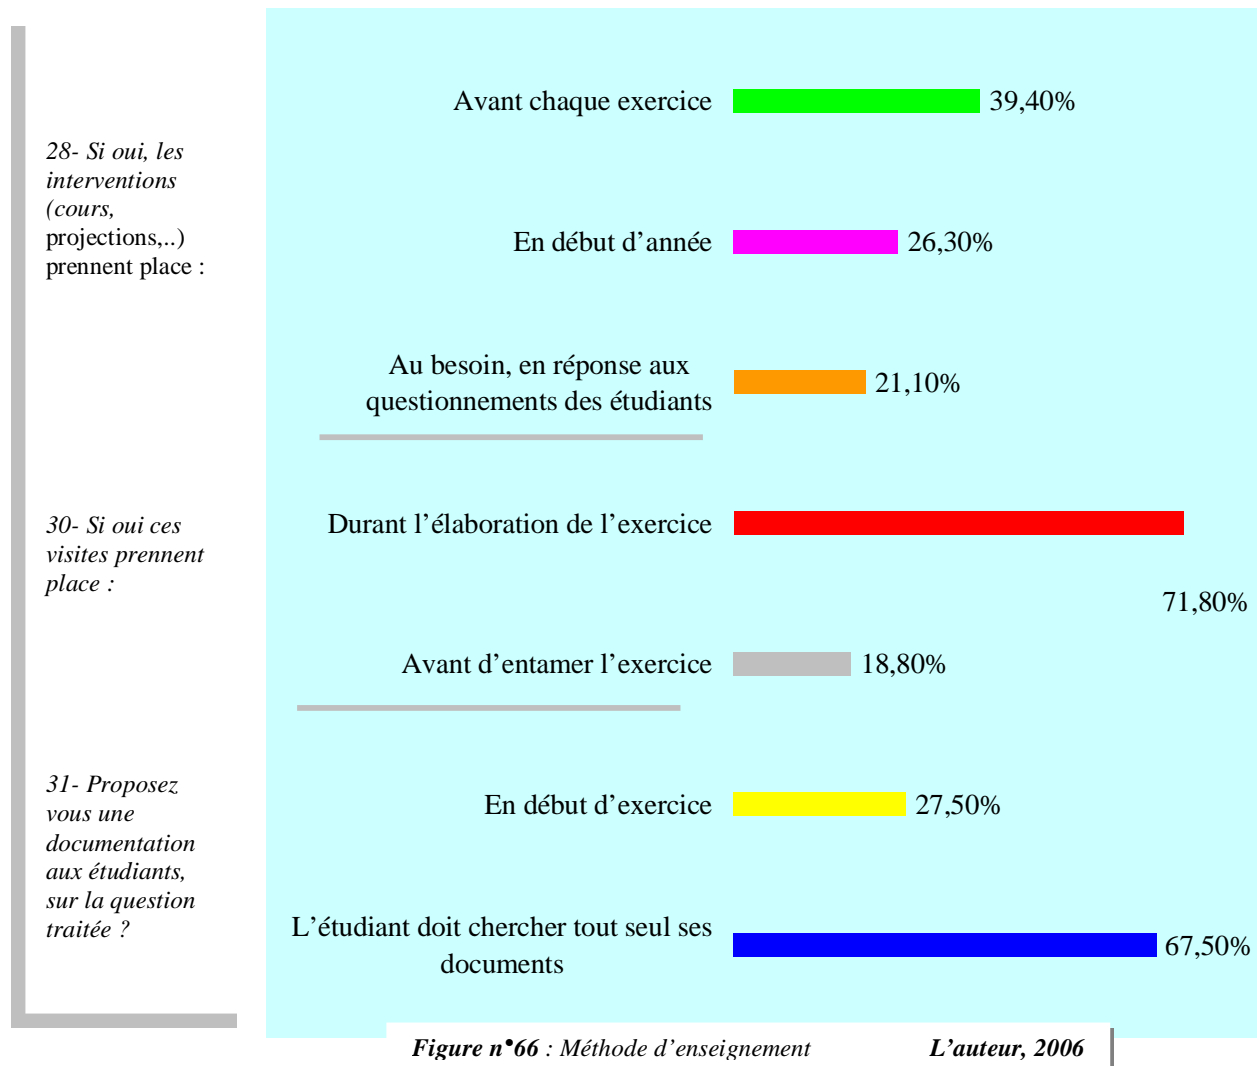 28- Si oui, les
interventions
(cours,
projections,..)
prennent place :
Avant chaque exercice 39,40%
En début d’année 26,30%
Au besoin, en réponse aux
questionnements des étudiants
21,10%
30- Si oui ces
visites prennent
place :
Durant l’élaboration de l’exercice
71,80%
Avant d’entamer l’exercice 18,80%
31- Proposez
vous une
documentation
aux étudiants,
sur la question
traitée ?
En début d’exercice 27,50%
L’étudiant doit chercher tout seul ses
documents
67,50%
Figure n°66 : Méthode d’enseignement L’auteur, 2006